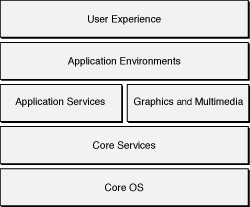 User Experience
Application Environments
Application Services
Graphics and Multimedia
Core Services
Core OS